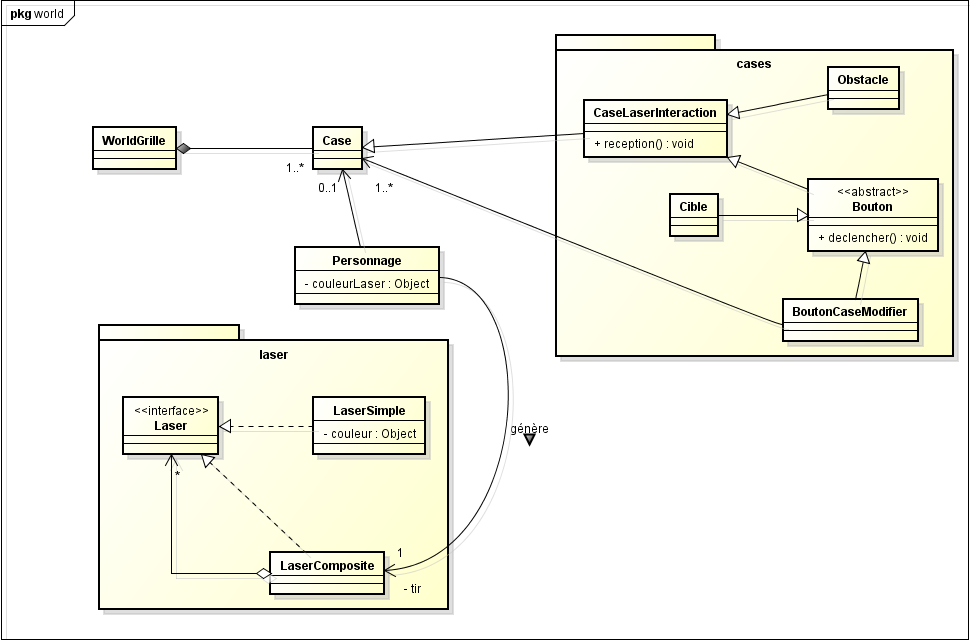 pkg world
cases
Obstacle
CaseLaserInteraction
+ reception() : void
WorldGrille
Case
1..*
0..1
1..*
<<abstract>>
Bouton
+ declencher() : void
Cible
Personnage
- couleurLaser : Object
BoutonCaseModifier
laser
<<interface>>
Laser
LaserSimple
- couleur : Object
génère
*
1
LaserComposite
- tir